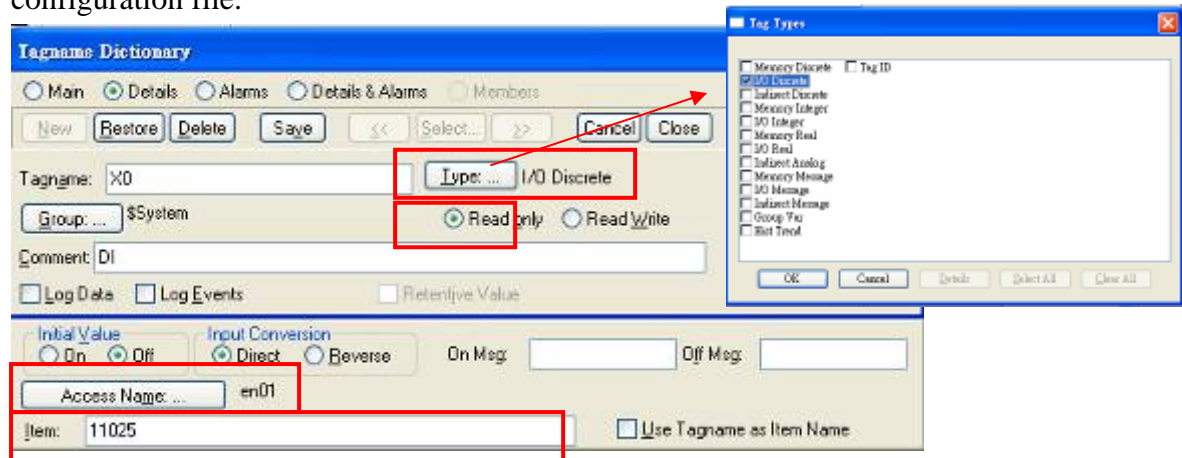 configuration file.
Tagname Dictionary
Main Details Alarms Details & Alarms Members
New Restore Delete Save << Select... >> Cancel Close
Tagname: X0 Type: ... I/O Discrete
Group: ... $System Read only Read Write
Comment: DI
Log Data Log Events Retentive Value
Initial Value Input Conversion
On Off Direct Reverse On Msg: Off Msg:
Access Name: ... en01
Item: 11025 Use Tagname as Item Name
Tag Types
Memory Discrete Tag ID
I/O Discrete
Indirect Discrete
Memory Integer
I/O Integer
Memory Real
I/O Real
Indirect Analog
Memory Message
I/O Message
Indirect Message
Group Var
Hist Trend
OK Cancel Details Select All Clear All